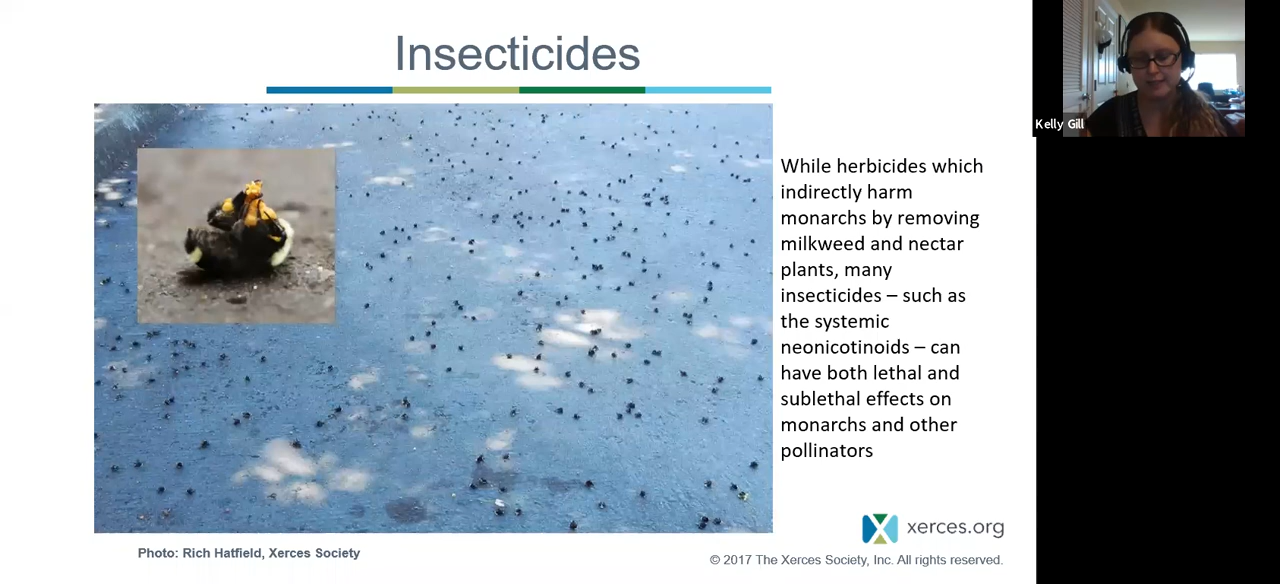 Insecticides
Kelly Gill
While herbicides which
indirectly harm
monarchs by removing
milkweed and nectar
plants, many
insecticides – such as
the systemic
neonicotinoids – can
have both lethal and
sublethal effects on
monarchs and other
pollinators
xerces.org
Photo: Rich Hatfield, Xerces Society
© 2017 The Xerces Society, Inc. All rights reserved.